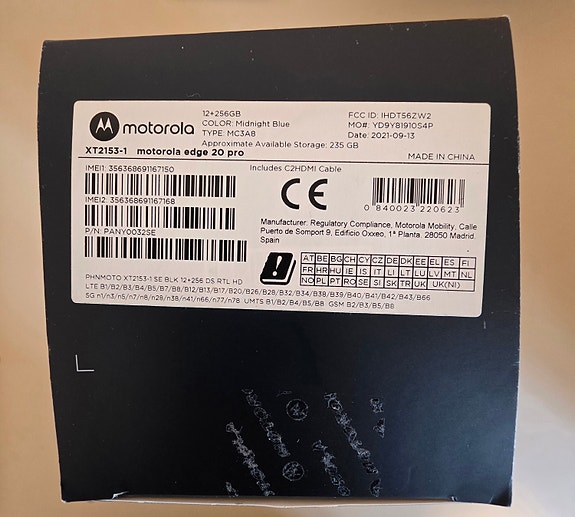 motorola
12+256GB
COLOR: Midnight Blue
TYPE: MC3A8
Approximate Available Storage: 235 GB
FCC ID: IHDT56ZW2
MO#: YD9Y81910S4P
Date: 2021-09-13
XT2153-1 motorola edge 20 pro
MADE IN CHINA
IMEI1: 356368691167150
IMEI2: 356368691167168
P/N: PANY0032SE
Includes C2HDMI Cable
CE
0 840023 220623
Manufacturer: Regulatory Compliance, Motorola Mobility, Calle
Puerto de Somport 9, Edificio Oxxeo, 1ª Planta. 28050 Madrid.
Spain
AT BE BG CH CY CZ DE DK EE EL ES FI
FR HR HU IE IS IT LI LT LU LV MT NL
NO PL PT RO SE SI SK TR UK UK(NI)
PHNMOTO XT2153-1 SE BLK 12+256 DS RTL HD
LTE B1/B2/B3/B4/B5/B7/B8/B12/B13/B17/B20/B26/B28/B32/B34/B38/B39/B40/B41/B42/B43/B66
5G n1/n3/n5/n7/n8/n28/n38/n41/n66/n77/n78 UMTS B1/B2/B4/B5/B8 GSM B2/B3/B5/B8